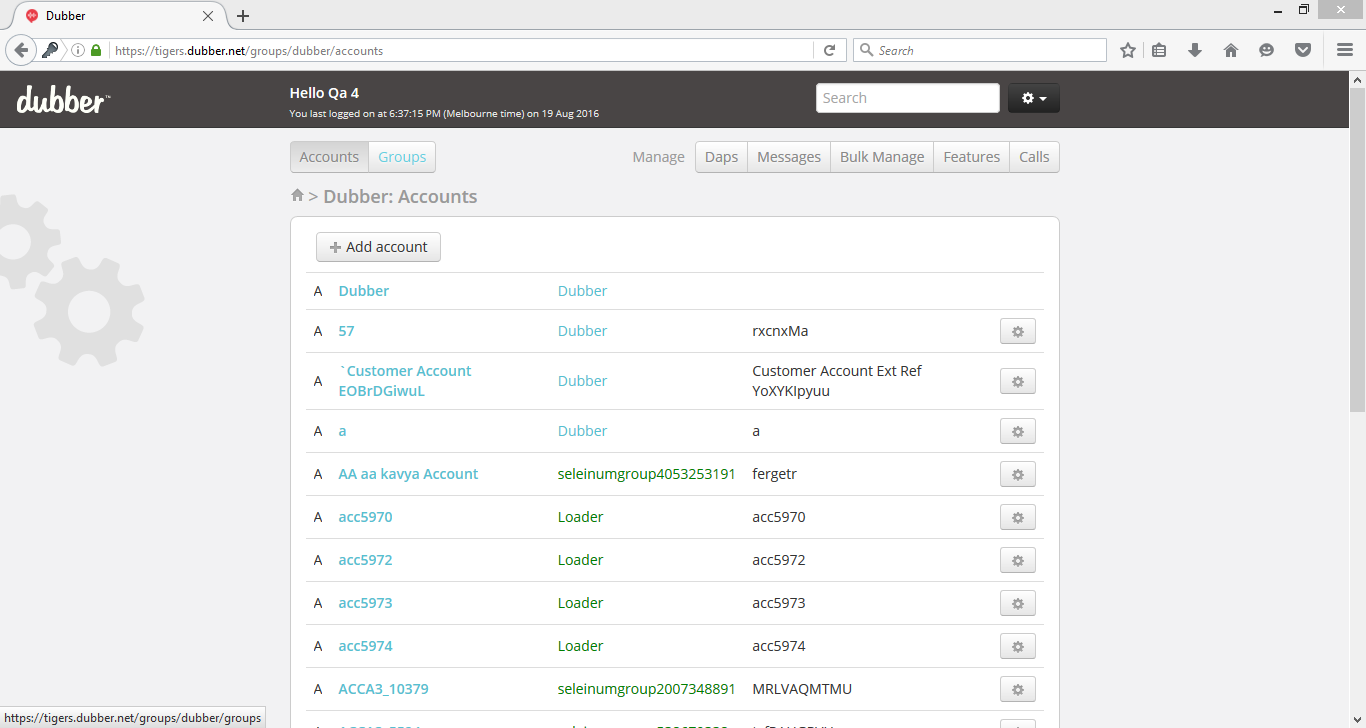 Dubber
https://tigers.dubber.net/groups/dubber/accounts
Search
dubber™
Hello Qa 4
You last logged on at 6:37:15 PM (Melbourne time) on 19 Aug 2016
Search
Accounts Groups Manage Daps Messages Bulk Manage Features Calls
> Dubber: Accounts
+ Add account
A Dubber Dubber
A 57 Dubber rxcnxMa
A `Customer Account EOBrDGiwuL Dubber Customer Account Ext Ref YoXYKIpyuu
A a Dubber a
A AA aa kavya Account seleinumgroup4053253191 fergetr
A acc5970 Loader acc5970
A acc5972 Loader acc5972
A acc5973 Loader acc5973
A acc5974 Loader acc5974
A ACCA3_10379 seleinumgroup2007348891 MRLVAQMTMU
https://tigers.dubber.net/groups/dubber/groups